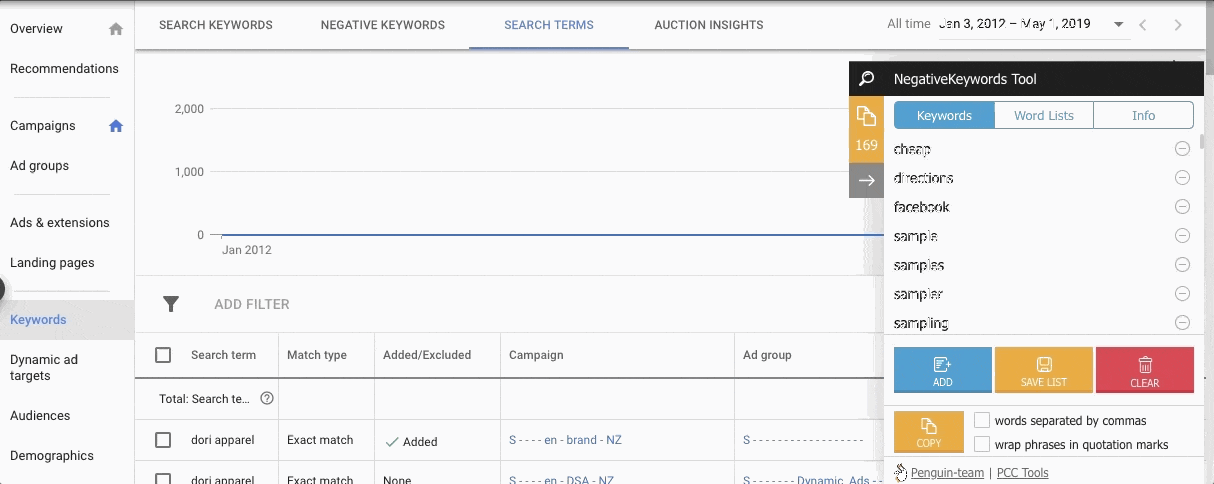 Overview
Recommendations
Campaigns
Ad groups
Ads & extensions
Landing pages
Keywords
Dynamic ad
targets
Audiences
Demographics
SEARCH KEYWORDS NEGATIVE KEYWORDS SEARCH TERMS AUCTION INSIGHTS All time Jan 3, 2012 – May 1, 2019
2,000
1,000
0
Jan 2012
ADD FILTER
Search term Match type Added/Excluded Campaign Ad group
Total: Search te... ?
dori apparel Exact match Added S - - - - en - brand - NZ S - - - - - - - - - - - - - - - - - -
dori apparel Exact match None S - - - - en - DSA - NZ S - - - - - - - Dynamic Ads - -
NegativeKeywords Tool
169
Keywords Word Lists Info
cheap
directions
facebook
sample
samples
sampler
sampling
ADD SAVE LIST CLEAR
COPY
words separated by commas
wrap phrases in quotation marks
Penguin-team | PCC Tools